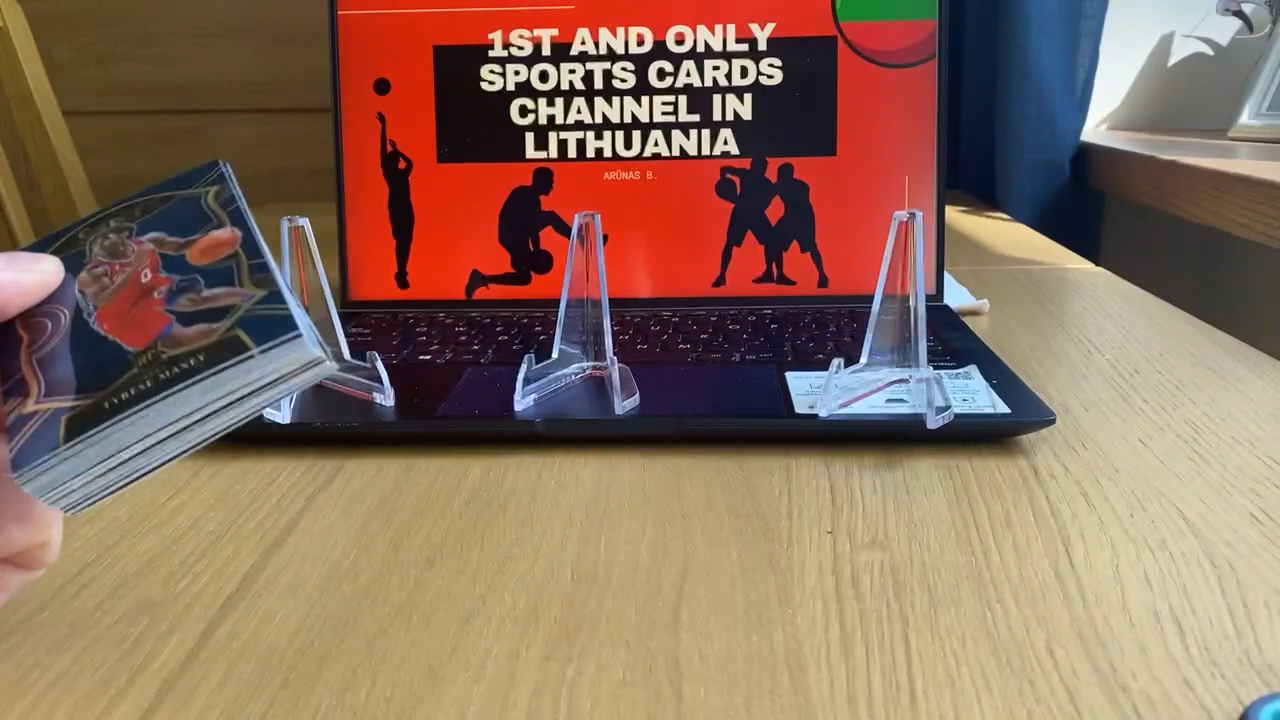 1ST AND ONLY
SPORTS CARDS
CHANNEL IN
LITHUANIA
ARŪNAS B.
TYRESE MAXEY